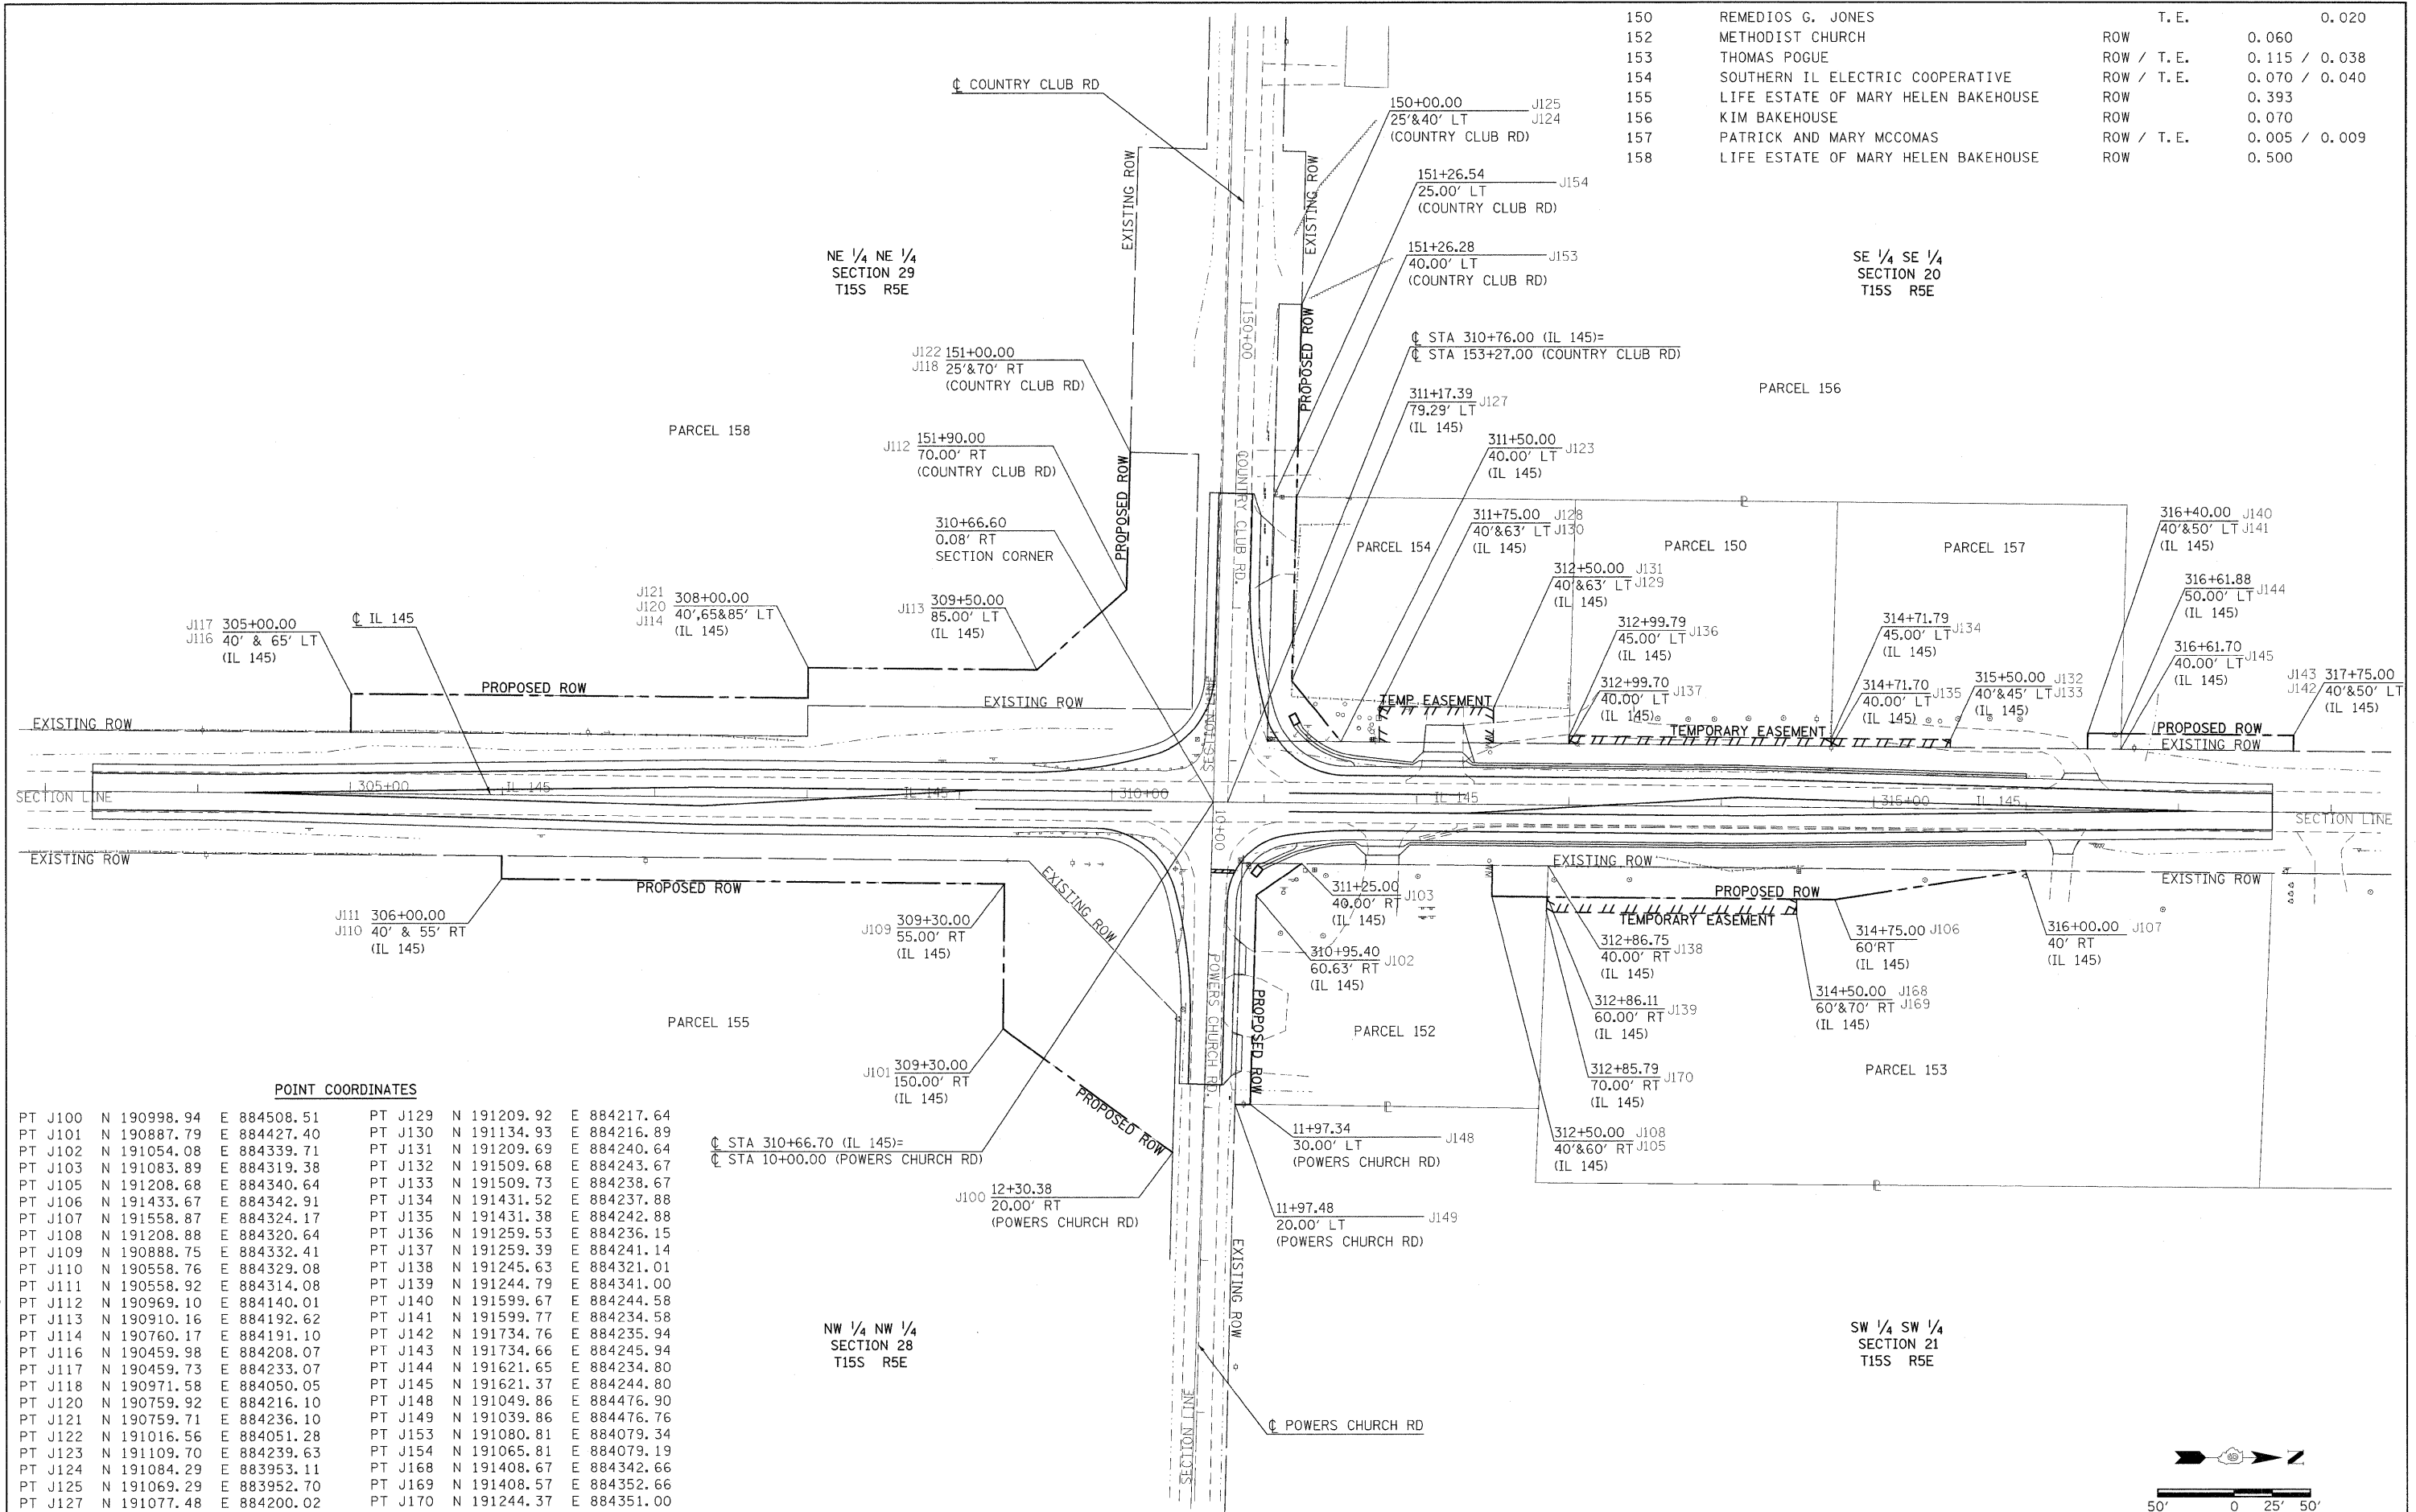 150 REMEDIOS G. JONES T.E. 0.020
152 METHODIST CHURCH ROW 0.060
153 THOMAS POGUE ROW / T.E. 0.115 / 0.038
154 SOUTHERN IL ELECTRIC COOPERATIVE ROW / T.E. 0.070 / 0.040
155 LIFE ESTATE OF MARY HELEN BAKEHOUSE ROW 0.393
156 KIM BAKEHOUSE ROW 0.070
157 PATRICK AND MARY MCCOMAS ROW / T.E. 0.005 / 0.009
158 LIFE ESTATE OF MARY HELEN BAKEHOUSE ROW 0.500
℄ COUNTRY CLUB RD
150+00.00 J125
25'&40' LT J124
(COUNTRY CLUB RD)
EXISTING ROW
EXISTING ROW
151+26.54 J154
25.00' LT
(COUNTRY CLUB RD)
151+26.28 J153
40.00' LT
(COUNTRY CLUB RD)
NE 1/4 NE 1/4
SECTION 29
T15S R5E
SE 1/4 SE 1/4
SECTION 20
T15S R5E
150+00
PROPOSED ROW
℄ STA 310+76.00 (IL 145)=
℄ STA 153+27.00 (COUNTRY CLUB RD)
J122 151+00.00
J118 25'&70' RT
(COUNTRY CLUB RD)
PARCEL 156
311+17.39 J127
79.29' LT
(IL 145)
PARCEL 158
J112 151+90.00
70.00' RT
(COUNTRY CLUB RD)
311+50.00 J123
40.00' LT
(IL 145)
PROPOSED ROW
COUNTRY CLUB RD.
310+66.60
0.08' RT
SECTION CORNER
311+75.00 J128
40'&63' LT J130
(IL 145)
PARCEL 154
PARCEL 150
PARCEL 157
316+40.00 J140
40'&50' LT J141
(IL 145)
312+50.00 J131
40'&63' LT J129
(IL 145)
316+61.88 J144
50.00' LT
(IL 145)
J121 308+00.00
J120 40',65&85' LT
J114 (IL 145)
J113 309+50.00
85.00' LT
(IL 145)
J117 305+00.00
J116 40' & 65' LT
(IL 145)
℄ IL 145
312+99.79 J136
45.00' LT
(IL 145)
314+71.79 J134
45.00' LT
(IL 145)
316+61.70 J145
40.00' LT
(IL 145)
312+99.70 J137
40.00' LT
(IL 145)
314+71.70 J135
40.00' LT
(IL 145)
315+50.00 J132
40'&45' LT J133
(IL 145)
J143 317+75.00
J142 40'&50' LT
(IL 145)
PROPOSED ROW
EXISTING ROW
EXISTING ROW
TEMP. EASEMENT
TEMPORARY EASEMENT
PROPOSED ROW
EXISTING ROW
SECTION LINE
SECTION LINE
305+00
IL 145
IL 145
310+00
IL 145
315+00
IL 145
SECTION LINE
10+00
EXISTING ROW
PROPOSED ROW
EXISTING ROW
EXISTING ROW
PROPOSED ROW
TEMPORARY EASEMENT
EXISTING ROW
J111 306+00.00
J110 40' & 55' RT
(IL 145)
J109 309+30.00
55.00' RT
(IL 145)
311+25.00 J103
40.00' RT
(IL 145)
310+95.40 J102
60.63' RT
(IL 145)
312+86.75 J138
40.00' RT
(IL 145)
314+75.00 J106
60'RT
(IL 145)
316+00.00 J107
40' RT
(IL 145)
312+86.11 J139
60.00' RT
(IL 145)
314+50.00 J168
60'&70' RT J169
(IL 145)
POWERS CHURCH RD.
PROPOSED ROW
PARCEL 155
PARCEL 152
PARCEL 153
J101 309+30.00
150.00' RT
(IL 145)
312+85.79 J170
70.00' RT
(IL 145)
PROPOSED ROW
℄ STA 310+66.70 (IL 145)=
℄ STA 10+00.00 (POWERS CHURCH RD)
11+97.34 J148
30.00' LT
(POWERS CHURCH RD)
312+50.00 J108
40'&60' RT J105
(IL 145)
J100 12+30.38
20.00' RT
(POWERS CHURCH RD)
11+97.48 J149
20.00' LT
(POWERS CHURCH RD)
EXISTING ROW
NW 1/4 NW 1/4
SECTION 28
T15S R5E
SW 1/4 SW 1/4
SECTION 21
T15S R5E
SECTION LINE
℄ POWERS CHURCH RD
POINT COORDINATES
PT J100 N 190998.94 E 884508.51 PT J129 N 191209.92 E 884217.64
PT J101 N 190887.79 E 884427.40 PT J130 N 191134.93 E 884216.89
PT J102 N 191054.08 E 884339.71 PT J131 N 191209.69 E 884240.64
PT J103 N 191083.89 E 884319.38 PT J132 N 191509.68 E 884243.67
PT J105 N 191208.68 E 884340.64 PT J133 N 191509.73 E 884238.67
PT J106 N 191433.67 E 884342.91 PT J134 N 191431.52 E 884237.88
PT J107 N 191558.87 E 884324.17 PT J135 N 191431.38 E 884242.88
PT J108 N 191208.88 E 884320.64 PT J136 N 191259.53 E 884236.15
PT J109 N 190888.75 E 884332.41 PT J137 N 191259.39 E 884241.14
PT J110 N 190558.76 E 884329.08 PT J138 N 191245.63 E 884321.01
PT J111 N 190558.92 E 884314.08 PT J139 N 191244.79 E 884341.00
PT J112 N 190969.10 E 884140.01 PT J140 N 191599.67 E 884244.58
PT J113 N 190910.16 E 884192.62 PT J141 N 191599.77 E 884234.58
PT J114 N 190760.17 E 884191.10 PT J142 N 191734.76 E 884235.94
PT J116 N 190459.98 E 884208.07 PT J143 N 191734.66 E 884245.94
PT J117 N 190459.73 E 884233.07 PT J144 N 191621.65 E 884234.80
PT J118 N 190971.58 E 884050.05 PT J145 N 191621.37 E 884244.80
PT J120 N 190759.92 E 884216.10 PT J148 N 191049.86 E 884476.90
PT J121 N 190759.71 E 884236.10 PT J149 N 191039.86 E 884476.76
PT J122 N 191016.56 E 884051.28 PT J153 N 191080.81 E 884079.34
PT J123 N 191109.70 E 884239.63 PT J154 N 191065.81 E 884079.19
PT J124 N 191084.29 E 883953.11 PT J168 N 191408.67 E 884342.66
PT J125 N 191069.29 E 883952.70 PT J169 N 191408.57 E 884352.66
PT J127 N 191077.48 E 884200.02 PT J170 N 191244.37 E 884351.00
Z
50' 0 25' 50'